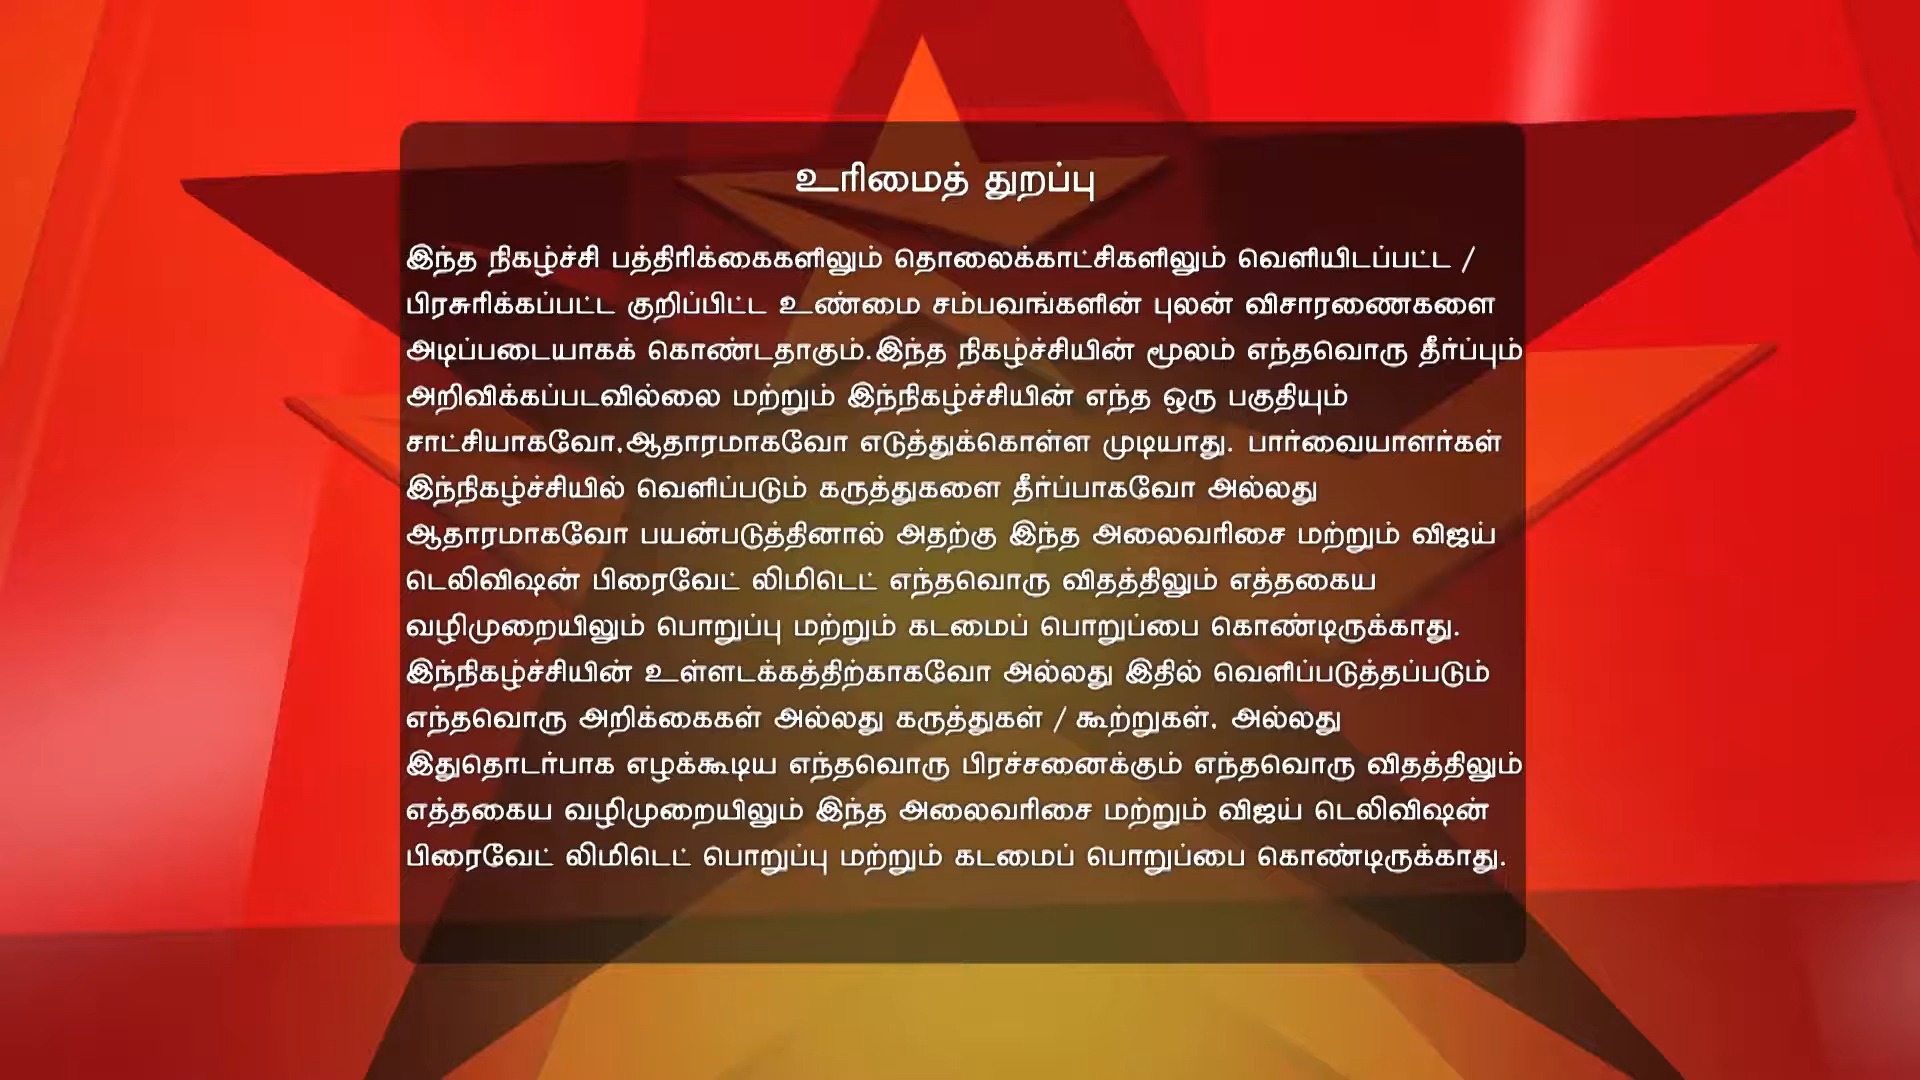 உரிமைத் துறப்பு
இந்த நிகழ்ச்சி பத்திரிக்கைகளிலும் தொலைக்காட்சிகளிலும் வெளியிடப்பட்ட /
பிரசுரிக்கப்பட்ட குறிப்பிட்ட உண்மை சம்பவங்களின் புலன் விசாரணைகளை
அடிப்படையாகக் கொண்டதாகும்.இந்த நிகழ்ச்சியின் மூலம் எந்தவொரு தீர்ப்பும்
அறிவிக்கப்படவில்லை மற்றும் இந்நிகழ்ச்சியின் எந்த ஒரு பகுதியும்
சாட்சியாகவோ,ஆதாரமாகவோ எடுத்துக்கொள்ள முடியாது. பார்வையாளர்கள்
இந்நிகழ்ச்சியில் வெளிப்படும் கருத்துகளை தீர்ப்பாகவோ அல்லது
ஆதாரமாகவோ பயன்படுத்தினால் அதற்கு இந்த அலைவரிசை மற்றும் விஜய்
டெலிவிஷன் பிரைவேட் லிமிடெட் எந்தவொரு விதத்திலும் எத்தகைய
வழிமுறையிலும் பொறுப்பு மற்றும் கடமைப் பொறுப்பை கொண்டிருக்காது.
இந்நிகழ்ச்சியின் உள்ளடக்கத்திற்காகவோ அல்லது இதில் வெளிப்படுத்தப்படும்
எந்தவொரு அறிக்கைகள் அல்லது கருத்துகள் / கூற்றுகள், அல்லது
இதுதொடர்பாக எழக்கூடிய எந்தவொரு பிரச்சனைக்கும் எந்தவொரு விதத்திலும்
எத்தகைய வழிமுறையிலும் இந்த அலைவரிசை மற்றும் விஜய் டெலிவிஷன்
பிரைவேட் லிமிடெட் பொறுப்பு மற்றும் கடமைப் பொறுப்பை கொண்டிருக்காது.